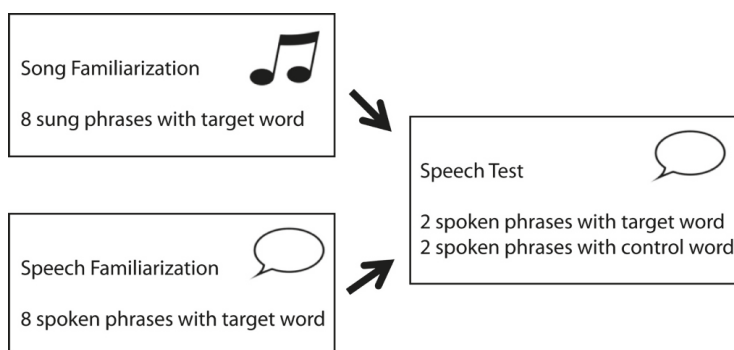 Song Familiarization
8 sung phrases with target word
Speech Familiarization
8 spoken phrases with target word
Speech Test
2 spoken phrases with target word
2 spoken phrases with control word